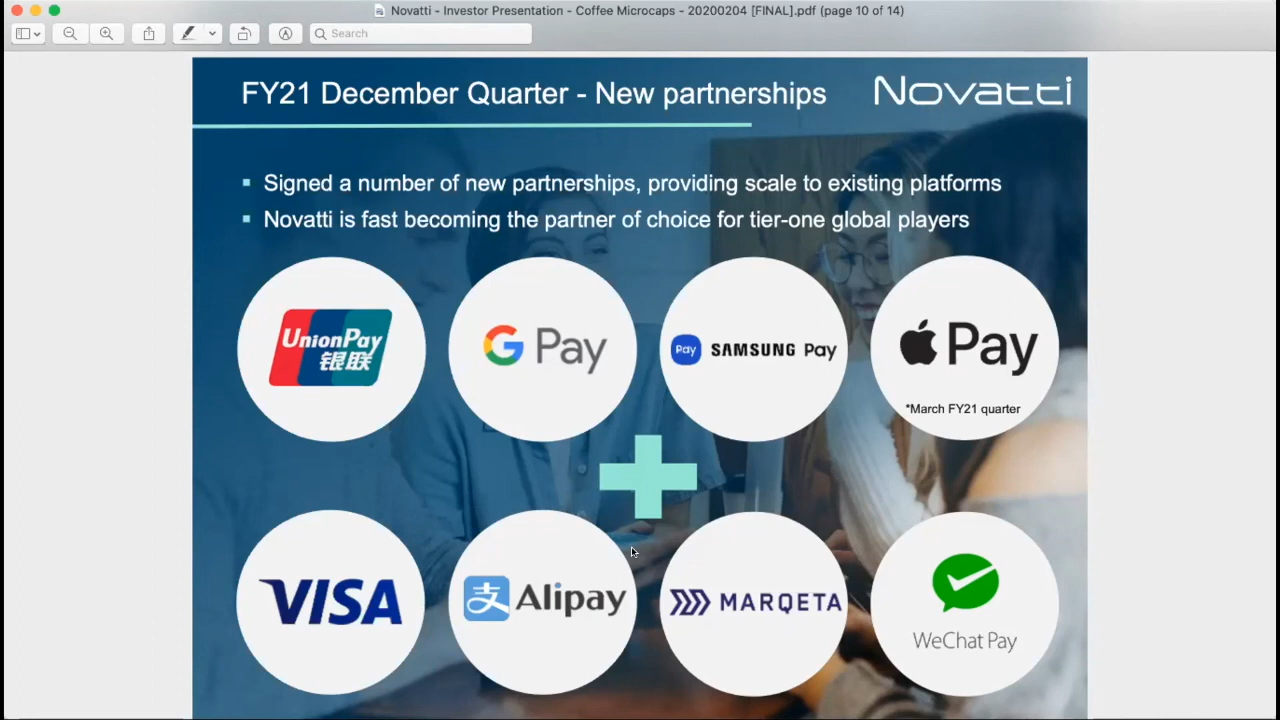 Novatti - Investor Presentation - Coffee Microcaps - 20200204 [FINAL].pdf (page 10 of 14)
Search
FY21 December Quarter - New partnerships
Novatti
Signed a number of new partnerships, providing scale to existing platforms
Novatti is fast becoming the partner of choice for tier-one global players
UnionPay
银联
G Pay
Pay SAMSUNG Pay
Pay
*March FY21 quarter
VISA
支 Alipay
MARQETA
WeChat Pay